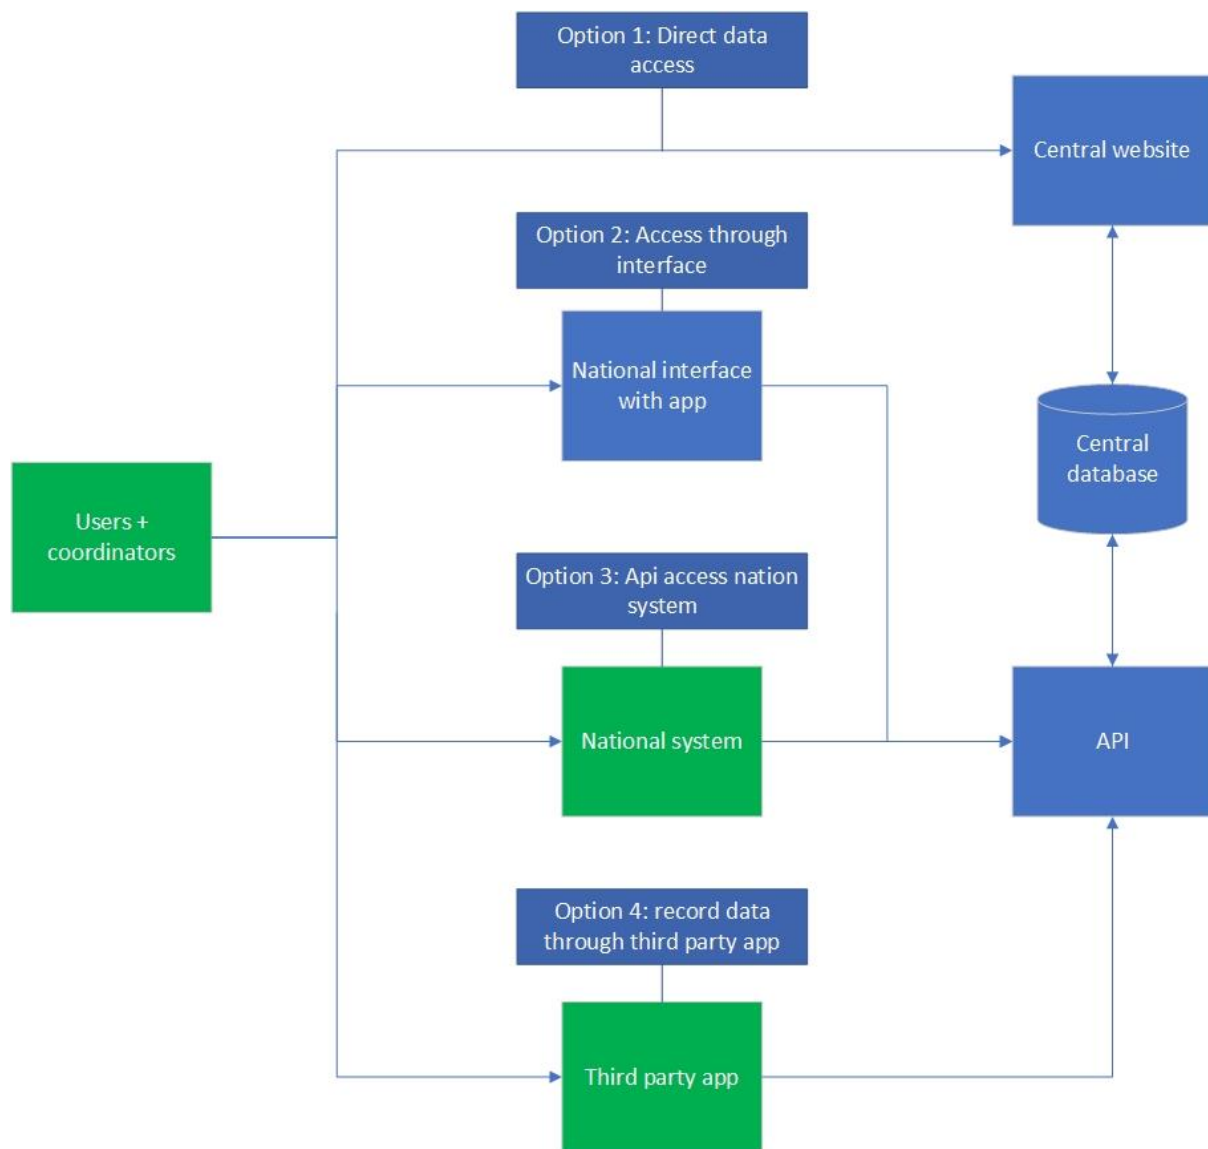 Option 1: Direct data
access
Central website
Option 2: Access through
interface
National interface
with app
Central
database
Users +
coordinators
Option 3: Api access nation
system
National system
API
Option 4: record data
through third party app
Third party app